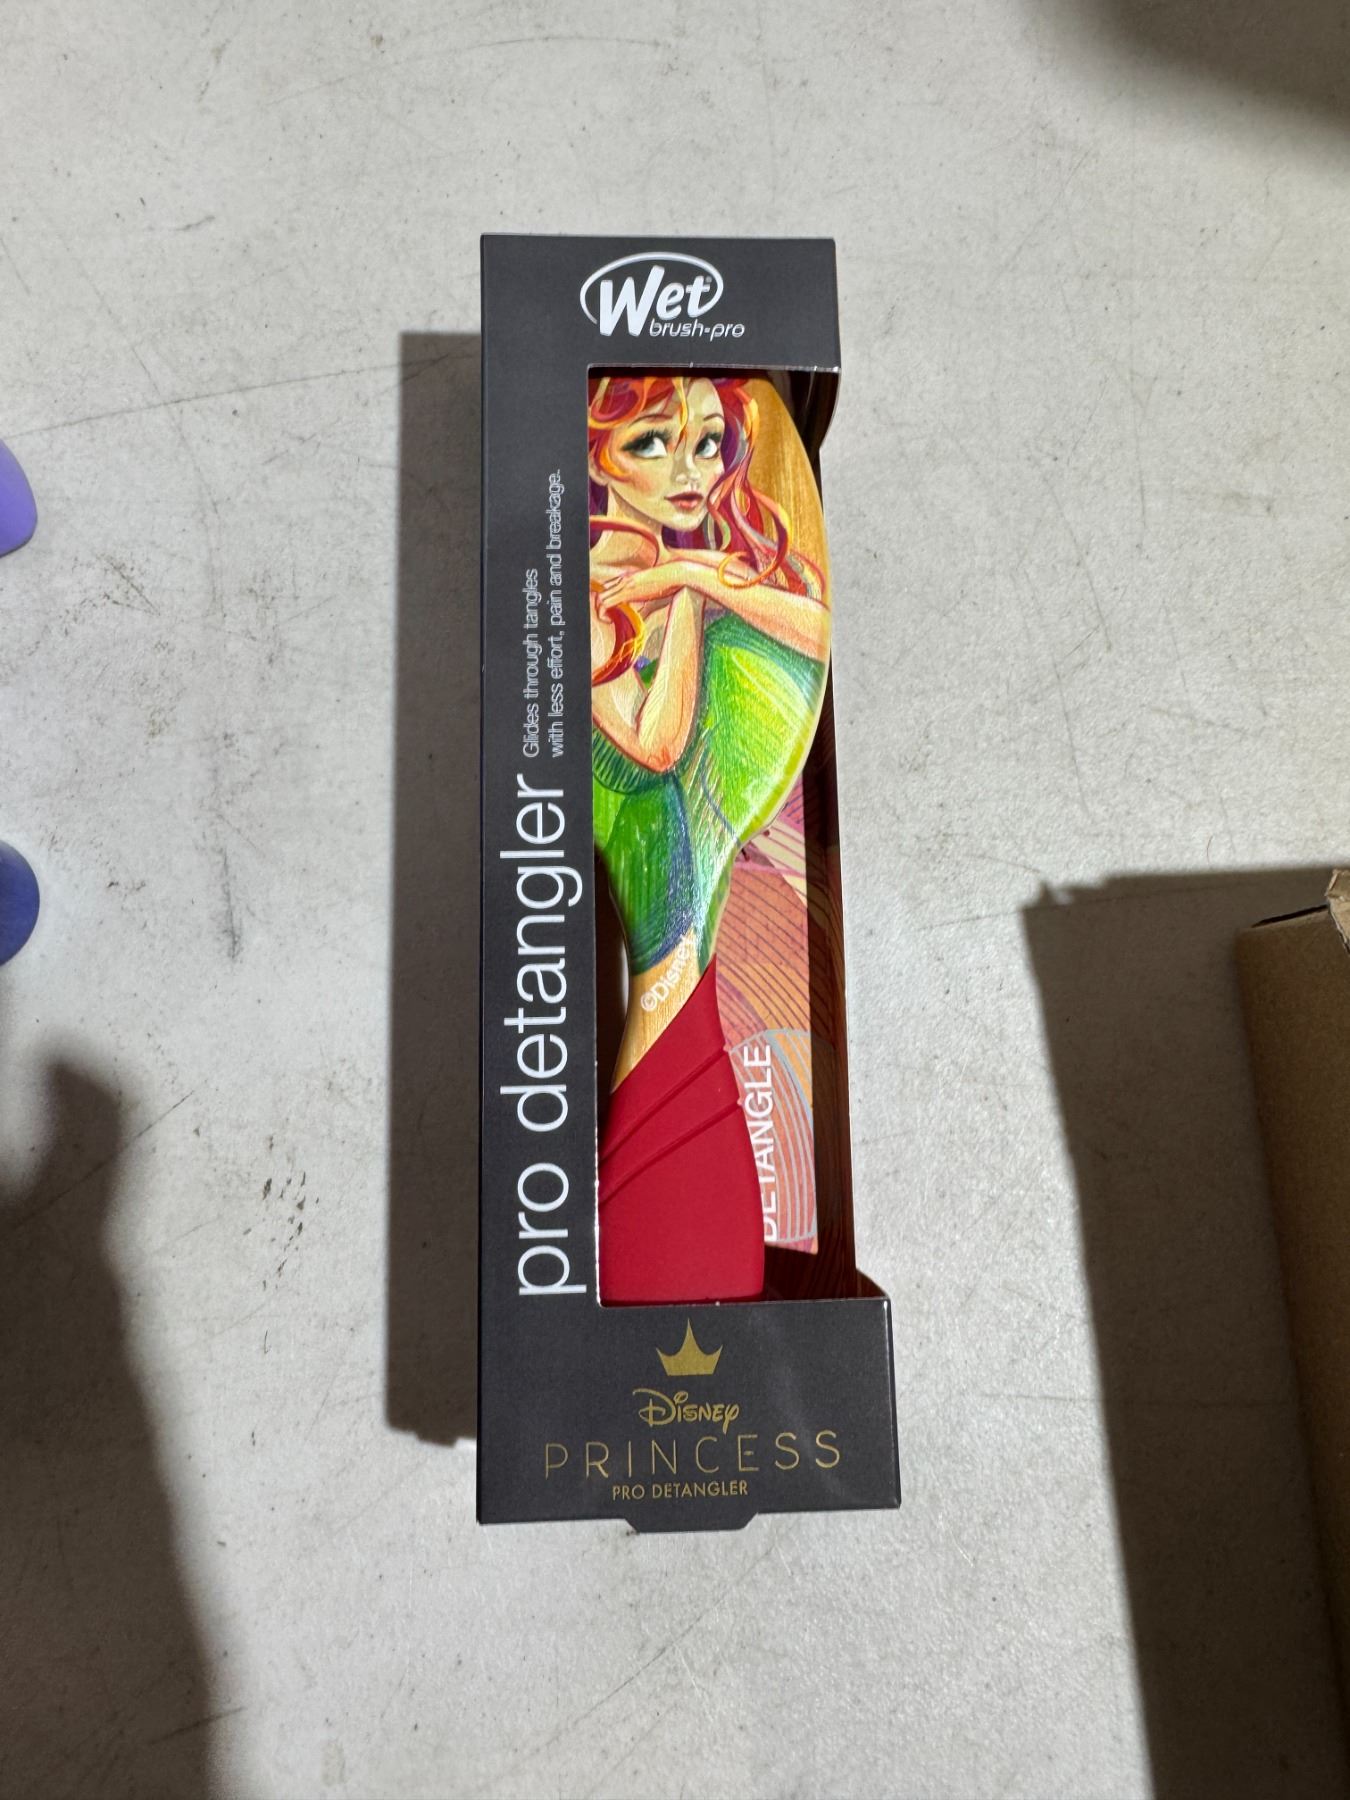 Wet
brush-pro
pro detangler
Glides through tangles
with less effort, pain and breakage.
©Disney
DETANGLE
Disney
PRINCESS
PRO DETANGLER